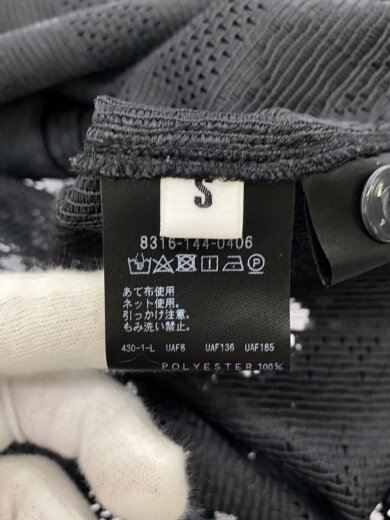 S
8316-144-0406
あて布使用
ネット使用。
引っかけ注意。
もみ洗い禁止。
430-1-L UAF8 UAF136 UAF185
POLYESTER 100%